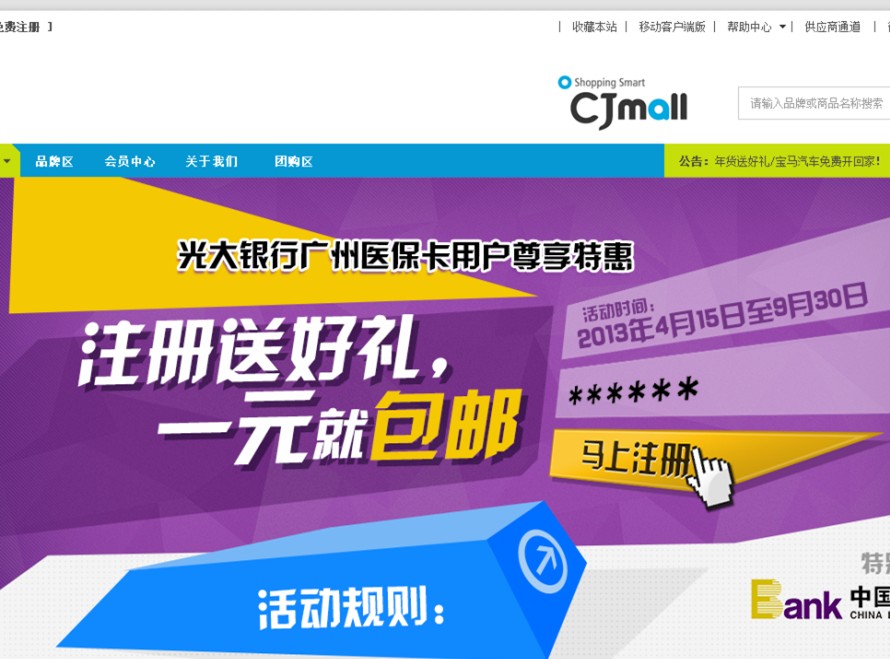 免费注册 】
| 收藏本站 | 移动客户端版 | 帮助中心 | 供应商通道 |
Shopping Smart
CJmall
请输入品牌或商品名称搜索
品牌区 会员中心 关于我们 团购区
公告：年货送好礼/宝马汽车免费开回家！
光大银行广州医保卡用户尊享特惠
活动时间：
2013年4月15日至9月30日
注册送好礼，
******
一元就包邮
马上注册
活动规则：
特别
Bank 中国
CHINA